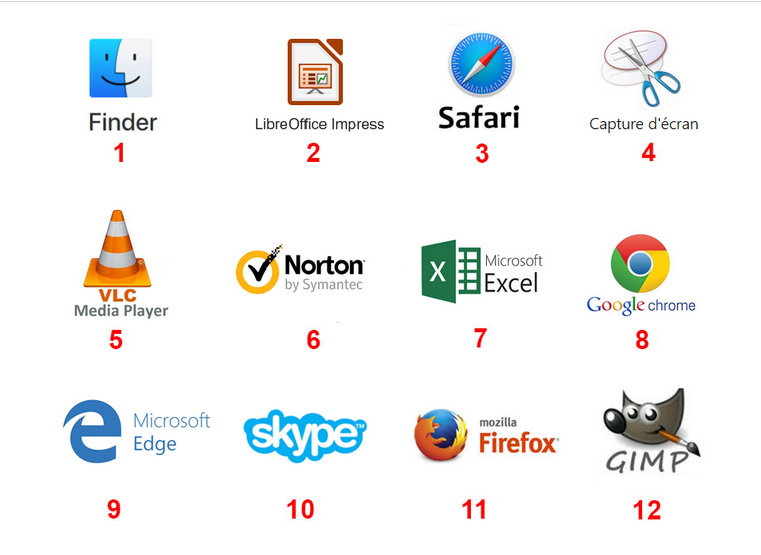 Finder
LibreOffice Impress
Safari
Capture d'écran
1
2
3
4
VLC
Media Player
Norton
by Symantec
X
Microsoft
Excel
Google chrome
5
6
7
8
Microsoft
Edge
skype™
mozilla
Firefox
GIMP
9
10
11
12